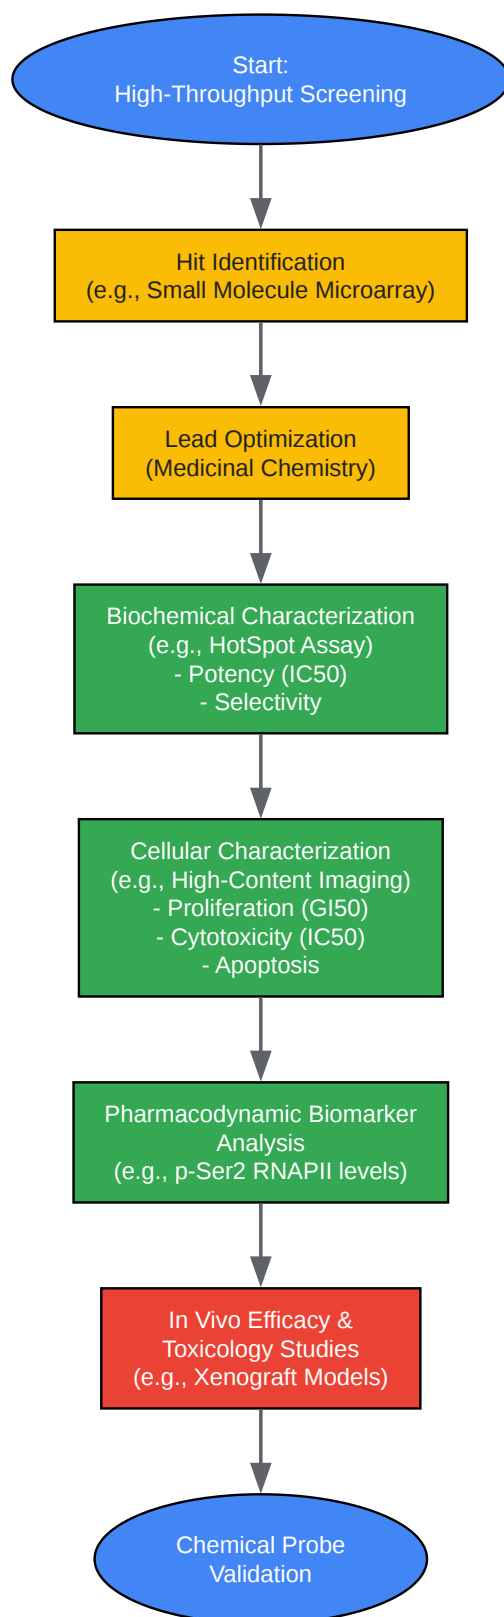 Start:
High-Throughput Screening
Hit Identification
(e.g., Small Molecule Microarray)
Lead Optimization
(Medicinal Chemistry)
Biochemical Characterization
(e.g., HotSpot Assay)
- Potency (IC50)
- Selectivity
Cellular Characterization
(e.g., High-Content Imaging)
- Proliferation (GI50)
- Cytotoxicity (IC50)
- Apoptosis
Pharmacodynamic Biomarker
Analysis
(e.g., p-Ser2 RNAPII levels)
In Vivo Efficacy &
Toxicology Studies
(e.g., Xenograft Models)
Chemical Probe
Validation